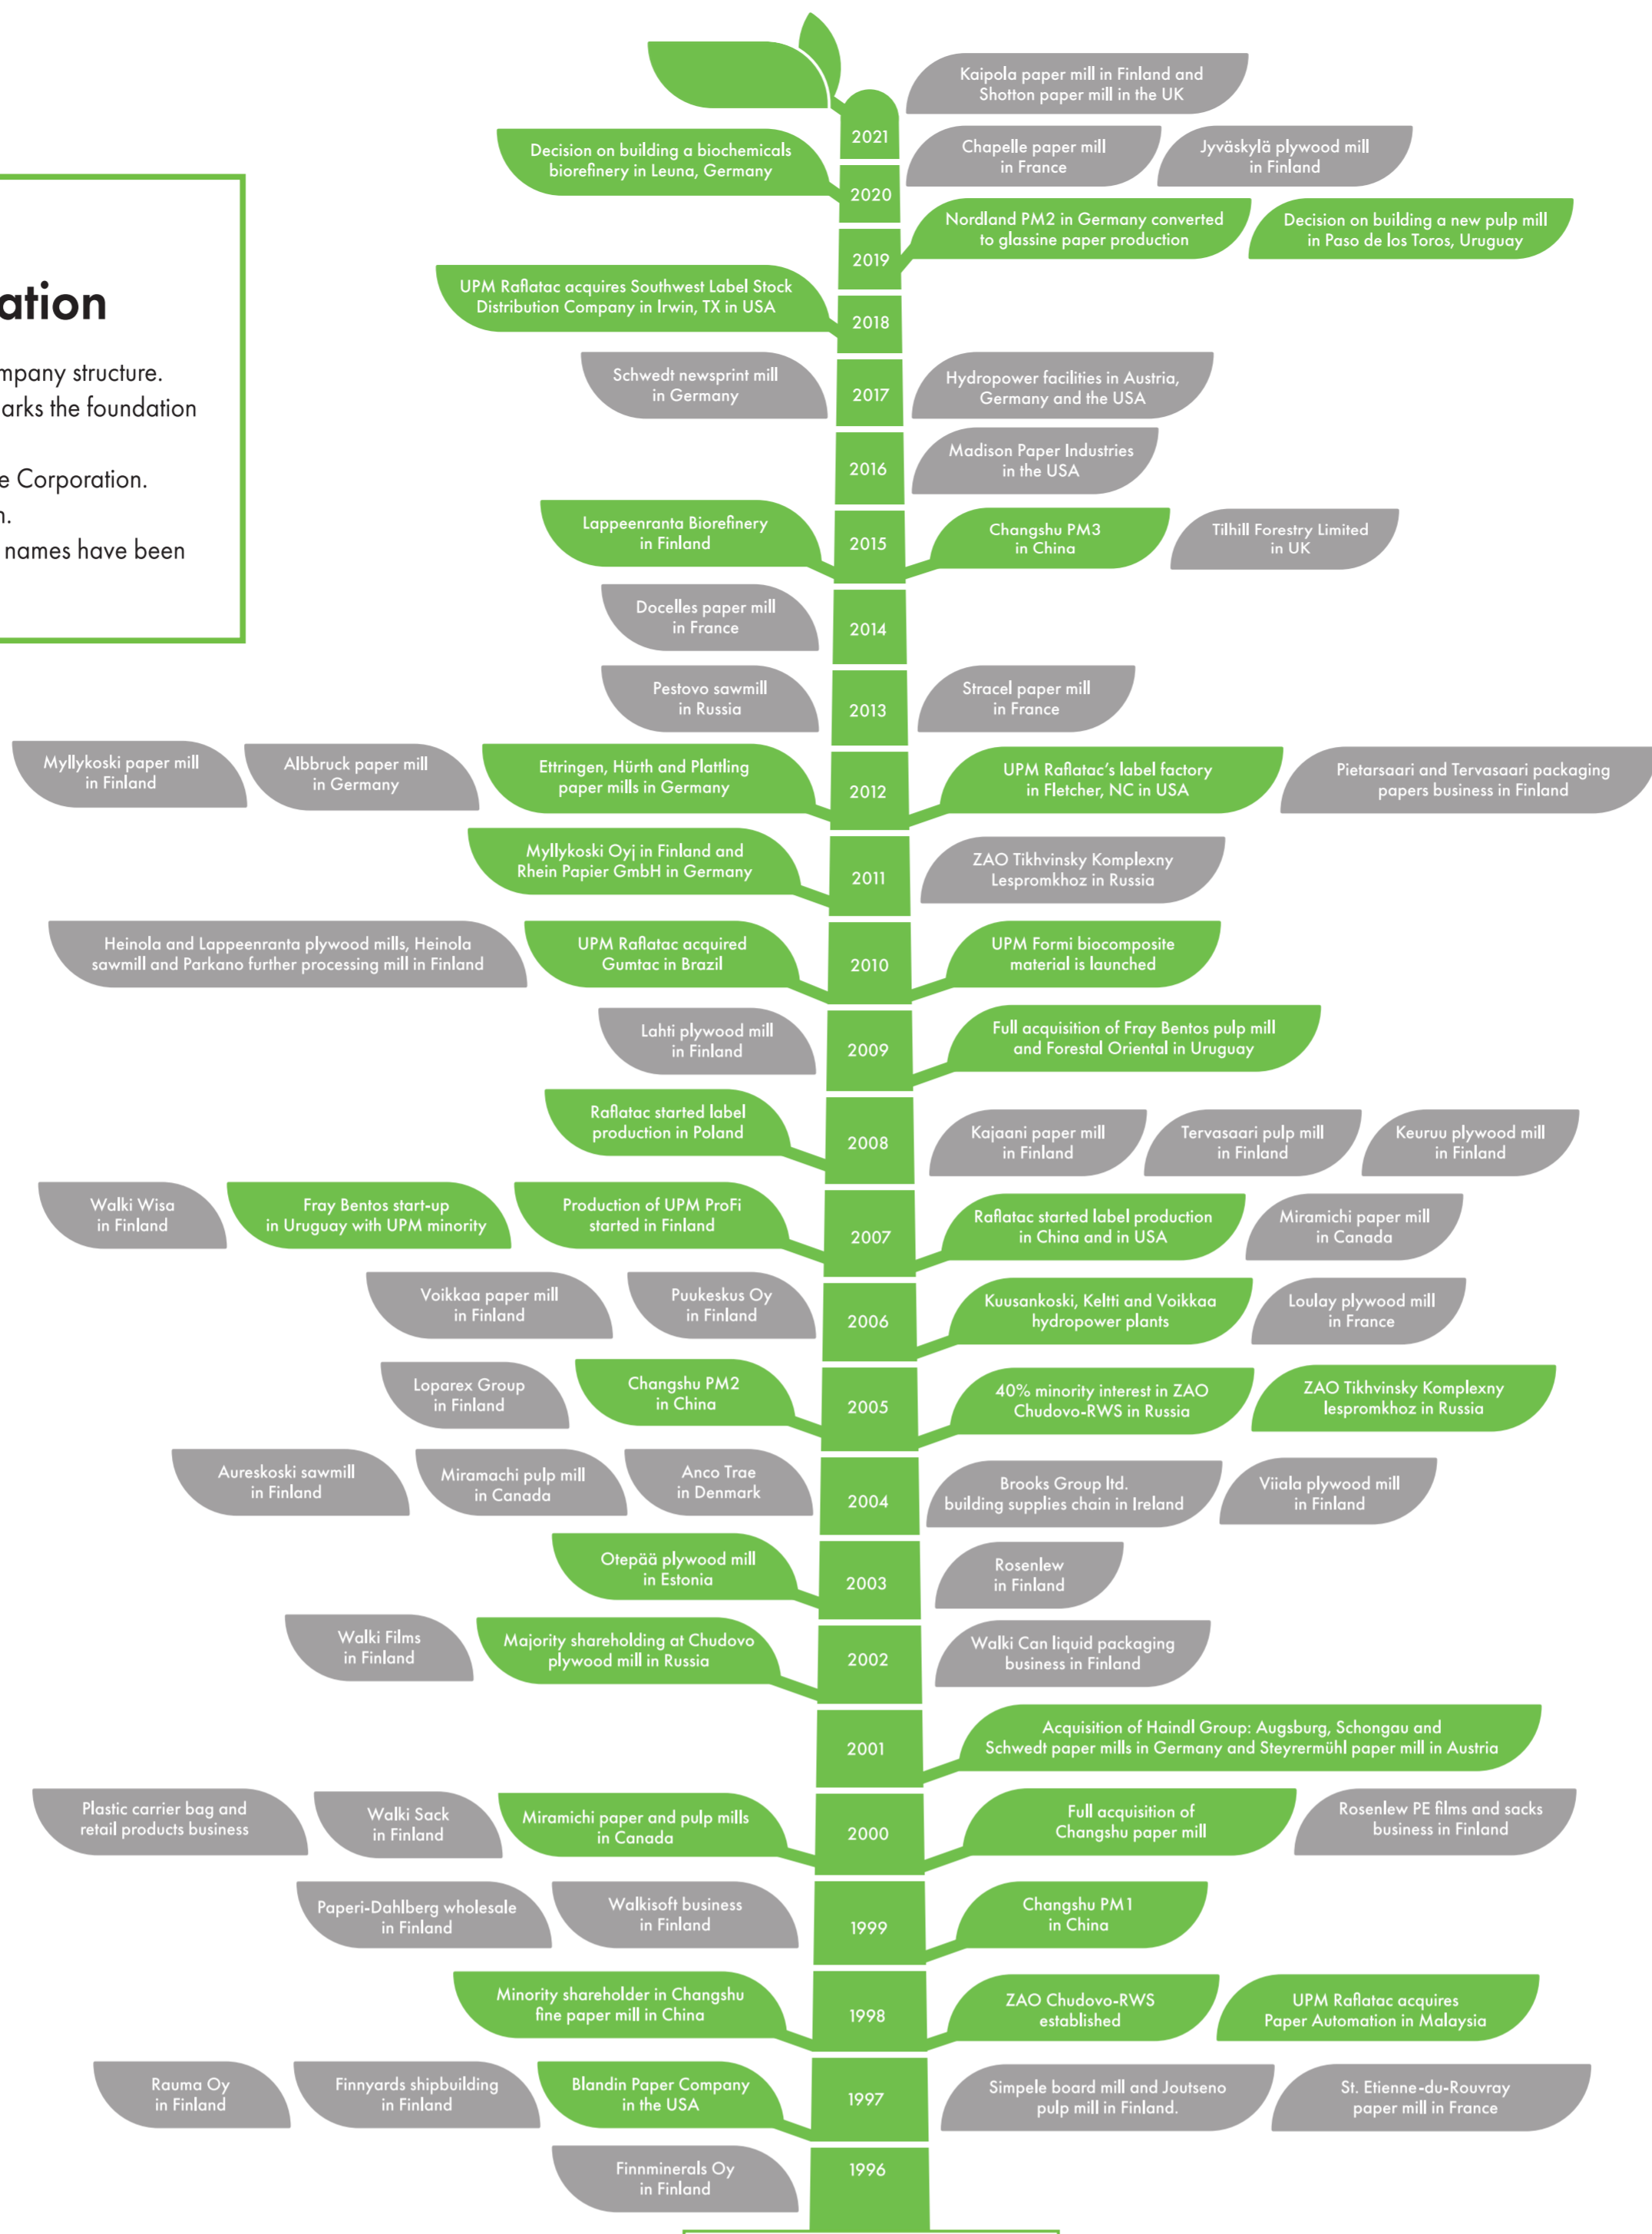 Kaipola paper mill in Finland and
Shotton paper mill in the UK
2021
Decision on building a biochemicals
biorefinery in Leuna, Germany
Chapelle paper mill
in France
Jyväskylä plywood mill
in Finland
2020
Nordland PM2 in Germany converted
to glassine paper production
Decision on building a new pulp mill
in Paso de los Toros, Uruguay
2019
UPM Raflatac acquires Southwest Label Stock
Distribution Company in Irwin, TX in USA
2018
ation
mpany structure.
arks the foundation
e Corporation.
n.
names have been
Schwedt newsprint mill
in Germany
2017
Hydropower facilities in Austria,
Germany and the USA
2016
Madison Paper Industries
in the USA
Lappeenranta Biorefinery
in Finland
2015
Changshu PM3
in China
Tilhill Forestry Limited
in UK
Docelles paper mill
in France
2014
Pestovo sawmill
in Russia
2013
Stracel paper mill
in France
Myllykoski paper mill
in Finland
Albbruck paper mill
in Germany
Ettringen, Hürth and Plattling
paper mills in Germany
2012
UPM Raflatac's label factory
in Fletcher, NC in USA
Pietarsaari and Tervasaari packaging
papers business in Finland
Myllykoski Oyj in Finland and
Rhein Papier GmbH in Germany
2011
ZAO Tikhvinsky Komplexny
Lespromkhoz in Russia
Heinola and Lappeenranta plywood mills, Heinola
sawmill and Parkano further processing mill in Finland
UPM Raflatac acquired
Gumtac in Brazil
2010
UPM Formi biocomposite
material is launched
Lahti plywood mill
in Finland
2009
Full acquisition of Fray Bentos pulp mill
and Forestal Oriental in Uruguay
Raflatac started label
production in Poland
2008
Kajaani paper mill
in Finland
Tervasaari pulp mill
in Finland
Keuruu plywood mill
in Finland
Walki Wisa
in Finland
Fray Bentos start-up
in Uruguay with UPM minority
Production of UPM ProFi
started in Finland
2007
Raflatac started label production
in China and in USA
Miramichi paper mill
in Canada
Voikkaa paper mill
in Finland
Puukeskus Oy
in Finland
2006
Kuusankoski, Keltti and Voikkaa
hydropower plants
Loulay plywood mill
in France
Loparex Group
in Finland
Changshu PM2
in China
2005
40% minority interest in ZAO
Chudovo-RWS in Russia
ZAO Tikhvinsky Komplexny
lespromkhoz in Russia
Aureskoski sawmill
in Finland
Miramachi pulp mill
in Canada
Anco Trae
in Denmark
2004
Brooks Group ltd.
building supplies chain in Ireland
Viiala plywood mill
in Finland
Otepää plywood mill
in Estonia
2003
Rosenlew
in Finland
Walki Films
in Finland
Majority shareholding at Chudovo
plywood mill in Russia
2002
Walki Can liquid packaging
business in Finland
2001
Acquisition of Haindl Group: Augsburg, Schongau and
Schwedt paper mills in Germany and Steyrermühl paper mill in Austria
Plastic carrier bag and
retail products business
Walki Sack
in Finland
Miramichi paper and pulp mills
in Canada
2000
Full acquisition of
Changshu paper mill
Rosenlew PE films and sacks
business in Finland
Paperi-Dahlberg wholesale
in Finland
Walkisoft business
in Finland
1999
Changshu PM1
in China
Minority shareholder in Changshu
fine paper mill in China
1998
ZAO Chudovo-RWS
established
UPM Raflatac acquires
Paper Automation in Malaysia
Rauma Oy
in Finland
Finnyards shipbuilding
in Finland
Blandin Paper Company
in the USA
1997
Simpele board mill and Joutseno
pulp mill in Finland.
St. Etienne-du-Rouvray
paper mill in France
Finnminerals Oy
in Finland
1996